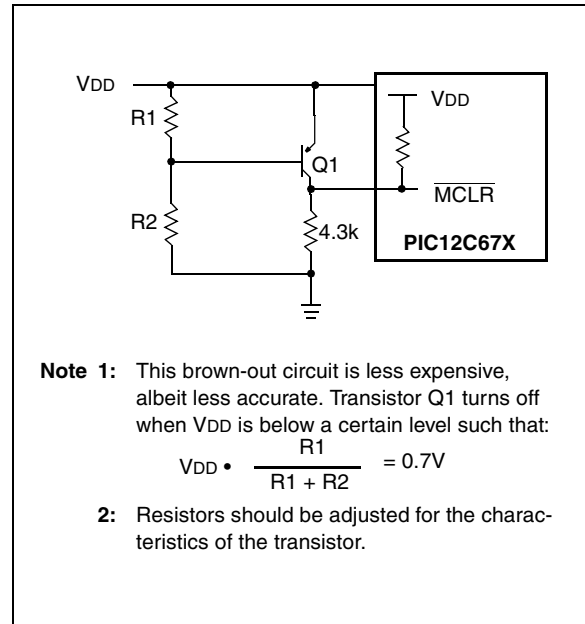 VDD
VDD
R1
Q1
MCLR
R2
4.3k
PIC12C67X
Note 1: This brown-out circuit is less expensive,
albeit less accurate. Transistor Q1 turns off
when VDD is below a certain level such that:
R1
VDD • = 0.7V
R1 + R2
2: Resistors should be adjusted for the charac-
teristics of the transistor.